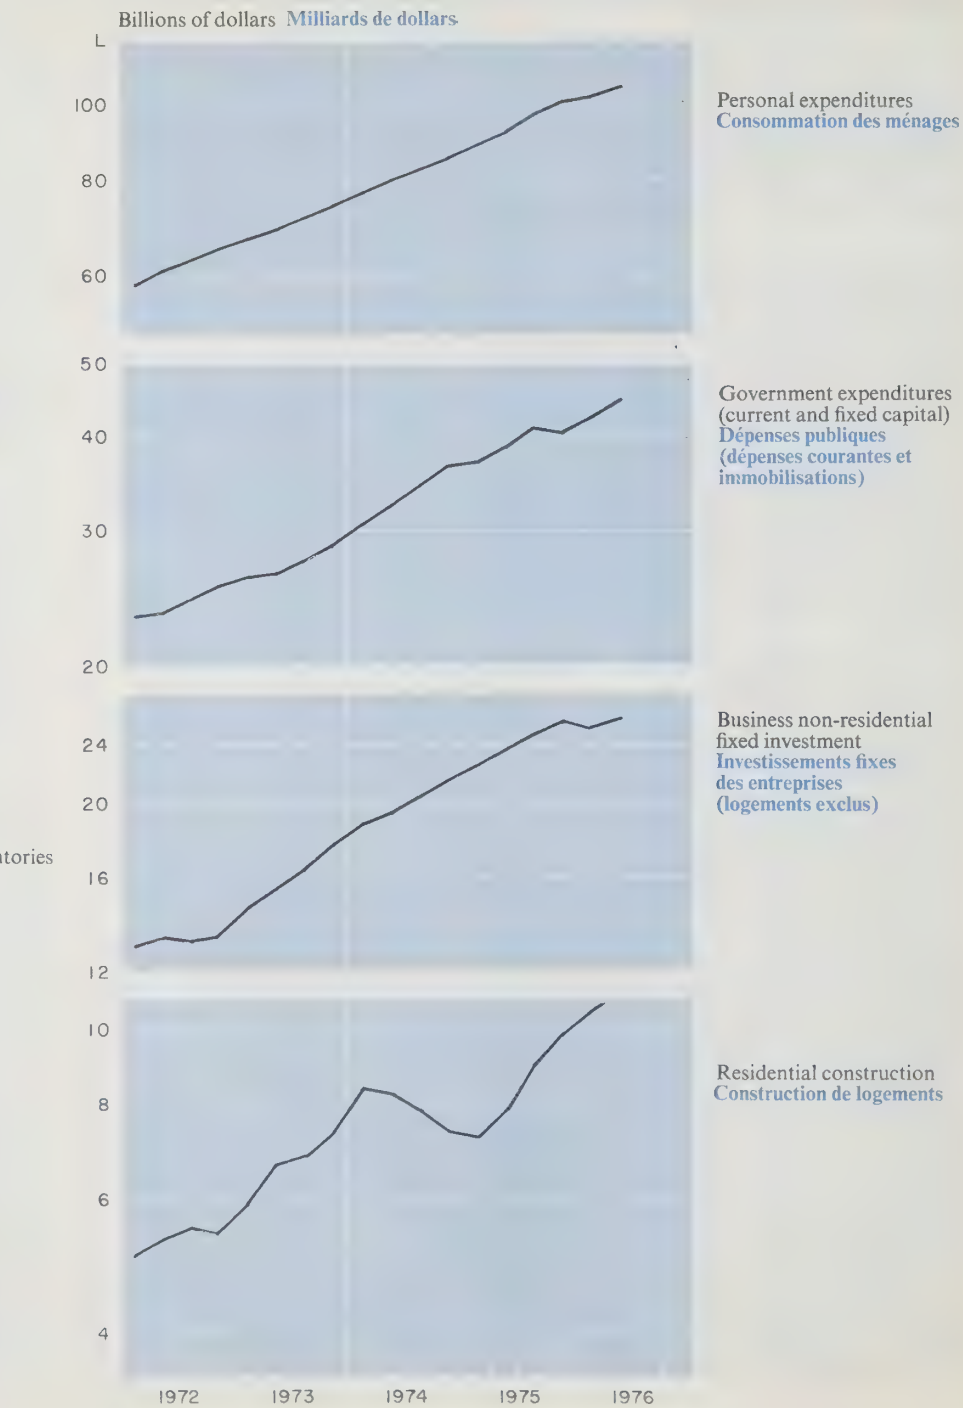 Billions of dollars Milliards de dollars
L
100
80
60
Personal expenditures
Consommation des ménages
50
40
30
20
Government expenditures
(current and fixed capital)
Dépenses publiques
(dépenses courantes et
immobilisations)
24
20
16
12
Business non-residential
fixed investment
Investissements fixes
des entreprises
(logements exclus)
10
8
6
4
Residential construction
Construction de logements
1972 1973 1974 1975 1976